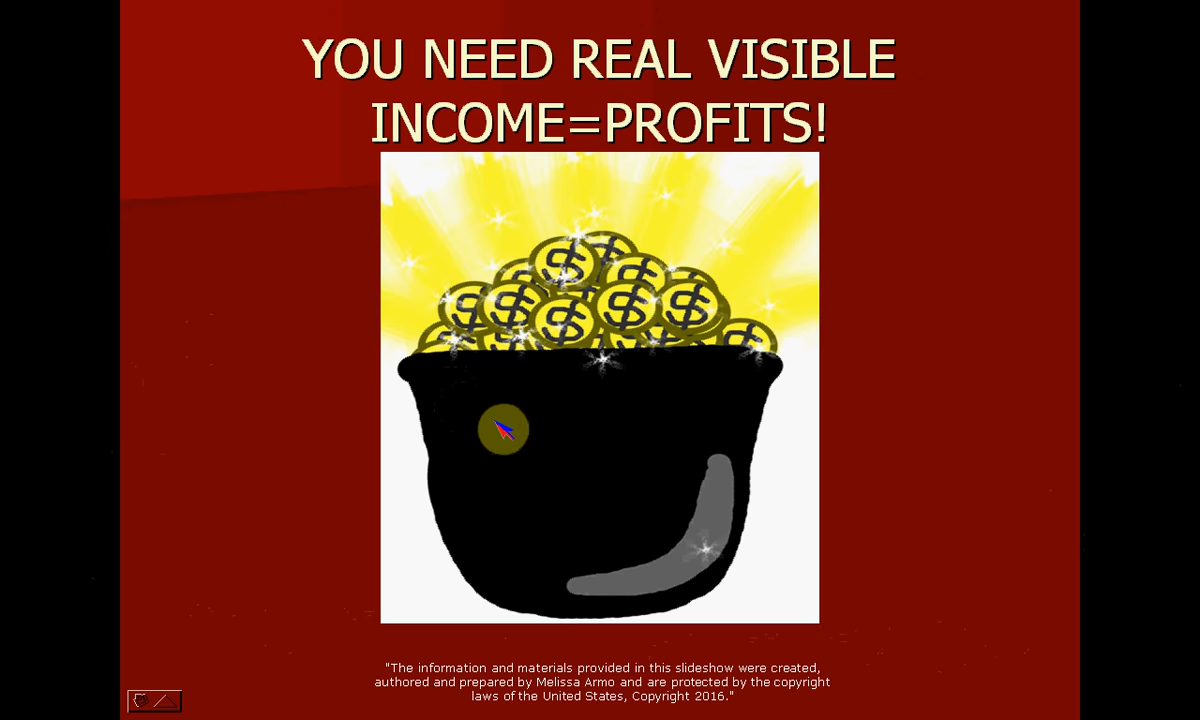 YOU NEED REAL VISIBLE
INCOME=PROFITS!
$ $ $ $ $ $ $ $ $
"The information and materials provided in this slideshow were created,
authored and prepared by Melissa Armo and are protected by the copyright
laws of the United States, Copyright 2016."